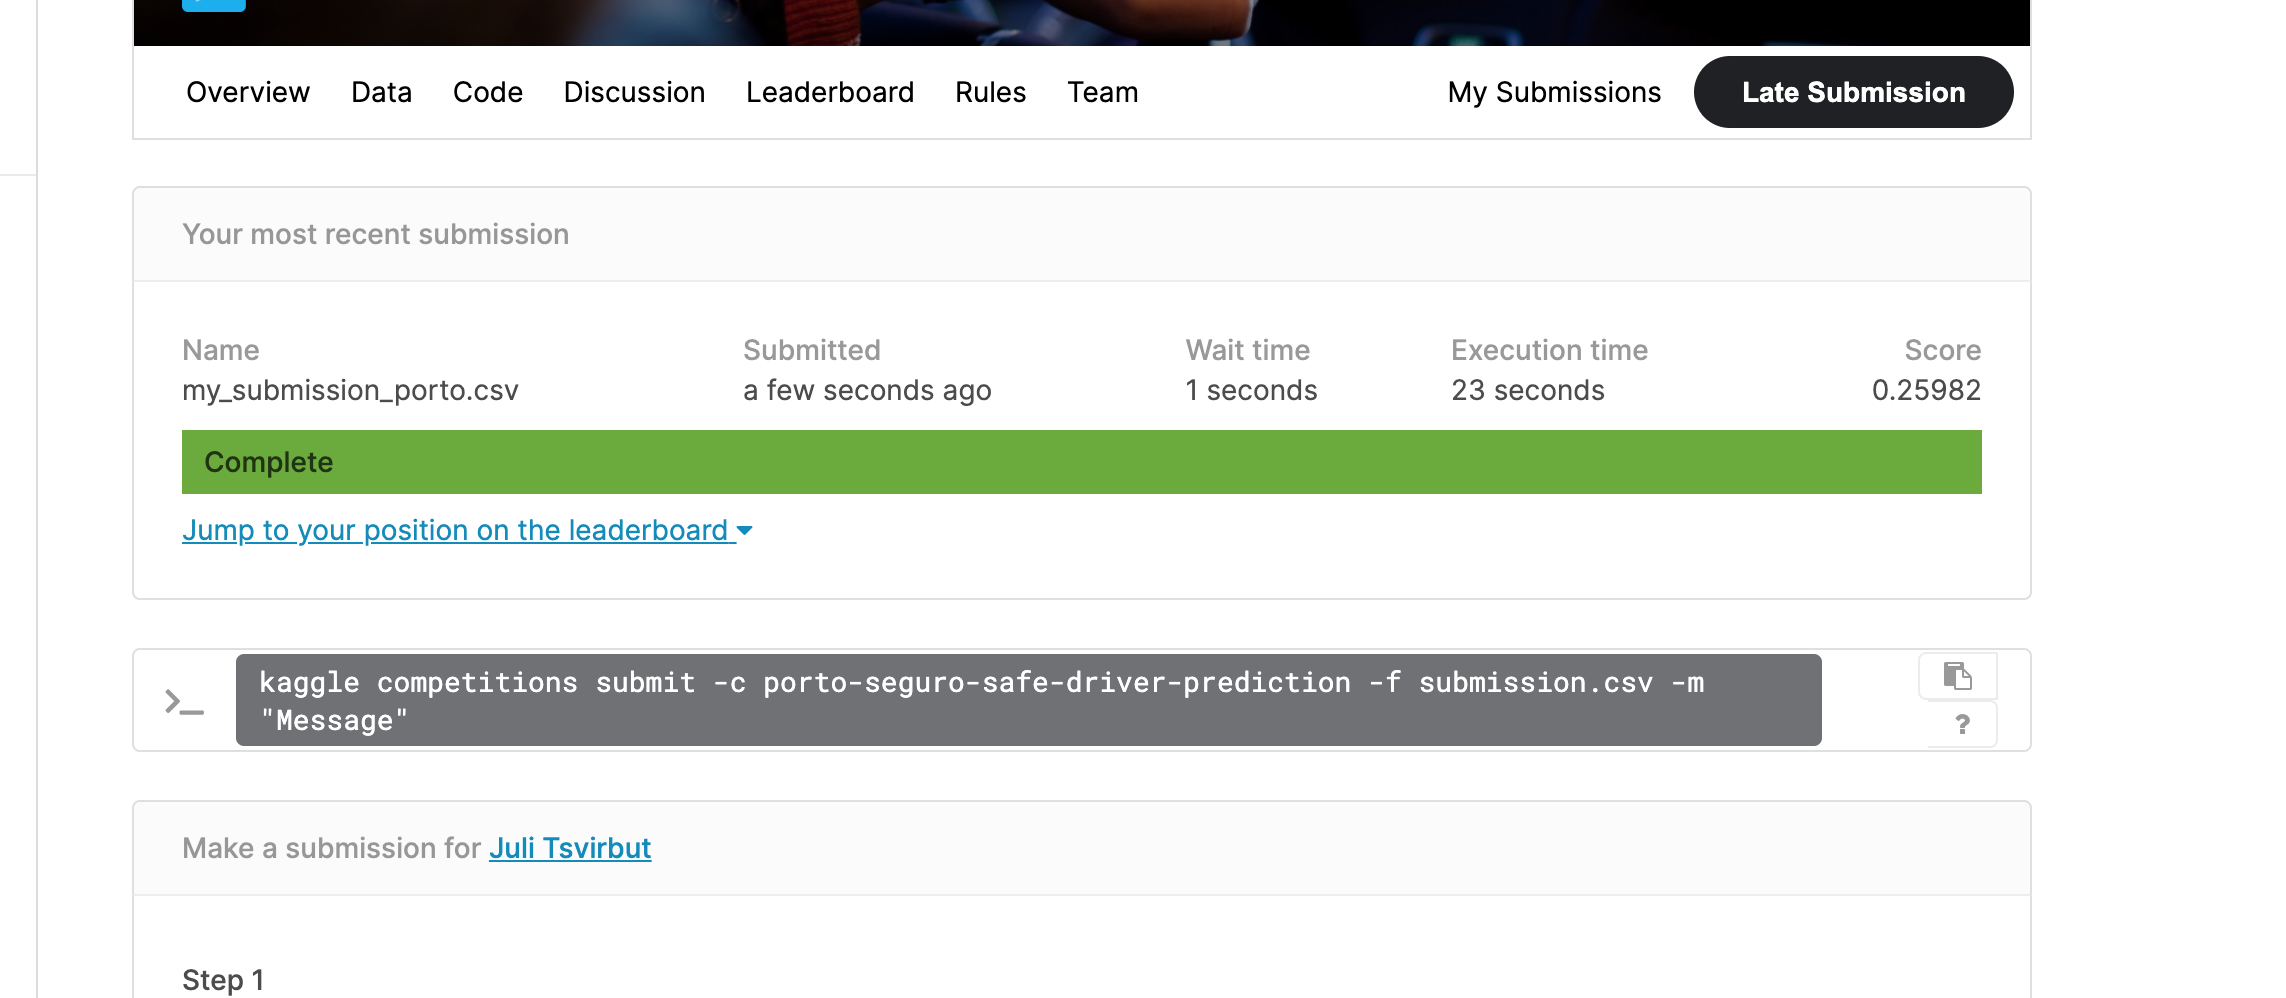 Overview Data Code Discussion Leaderboard Rules Team My Submissions Late Submission
Your most recent submission
Name Submitted Wait time Execution time Score
my_submission_porto.csv a few seconds ago 1 seconds 23 seconds 0.25982
Complete
Jump to your position on the leaderboard
>_ kaggle competitions submit -c porto-seguro-safe-driver-prediction -f submission.csv -m
"Message"
?
Make a submission for Juli Tsvirbut
Step 1